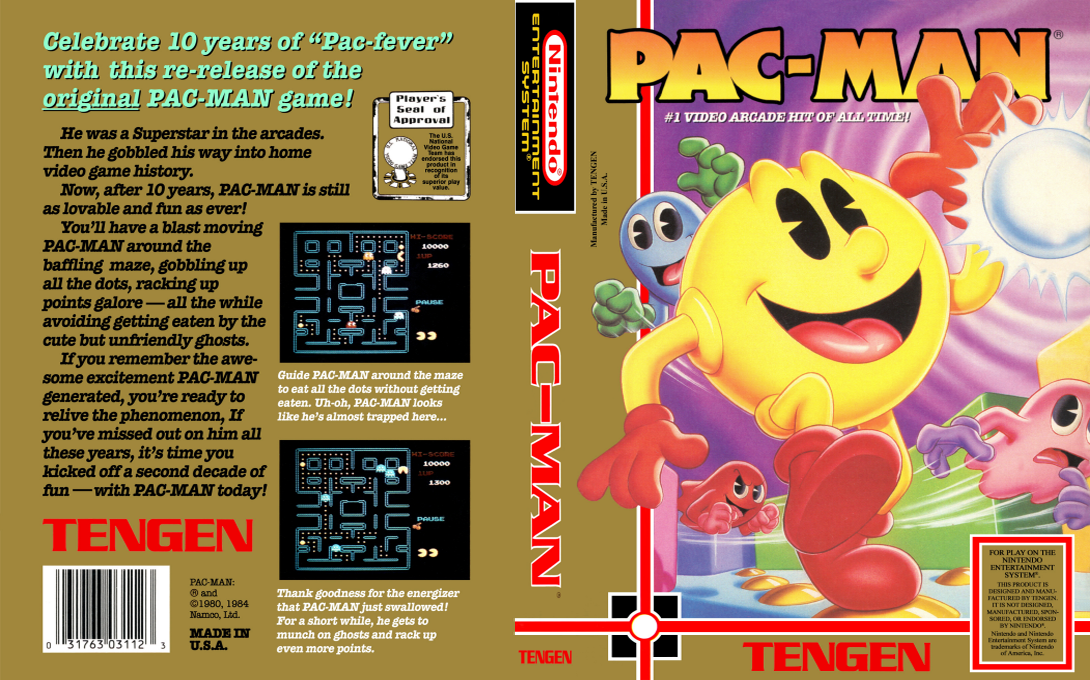 Celebrate 10 years of “Pac-fever”
with this re-release of the
original PAC-MAN game!
He was a Superstar in the arcades.
Then he gobbled his way into home
video game history.
Now, after 10 years, PAC-MAN is still
as lovable and fun as ever!
You'll have a blast moving
PAC-MAN around the
baffling maze, gobbling up
all the dots, racking up
points galore — all the while
avoiding getting eaten by the
cute but unfriendly ghosts.
If you remember the awe-
some excitement PAC-MAN
generated, you're ready to
relive the phenomenon, If
you've missed out on him all
these years, it's time you
kicked off a second decade of
fun — with PAC-MAN today!
TENGEN
0 31763 03112 3
PAC-MAN:
® and
©1980, 1984
Namco, Ltd.
MADE IN
U.S.A.
Player's
Seal of
Approval
The U.S.
National
Video Game
Team has
endorsed this
product in
recognition
of its
superior play
value.
HI-SCORE
10000
1UP
1260
PAUSE
Guide PAC-MAN around the maze
to eat all the dots without getting
eaten. Uh-oh, PAC-MAN looks
like he's almost trapped here...
HI-SCORE
10000
1UP
1300
PAUSE
Thank goodness for the energizer
that PAC-MAN just swallowed!
For a short while, he gets to
munch on ghosts and rack up
even more points.
Nintendo®
ENTERTAINMENT
SYSTEM®
PAC-MAN
®
TENGEN
Manufactured by TENGEN
Made in U.S.A.
PAC-MAN®
#1 VIDEO ARCADE HIT OF ALL TIME!
TENGEN
FOR PLAY ON THE
NINTENDO
ENTERTAINMENT
SYSTEM®.
THIS PRODUCT IS
DESIGNED AND MANU-
FACTURED BY TENGEN.
IT IS NOT DESIGNED,
MANUFACTURED, SPON-
SORED, OR ENDORSED
BY NINTENDO®.
Nintendo and Nintendo
Entertainment System are
trademarks of Nintendo
of America, Inc.